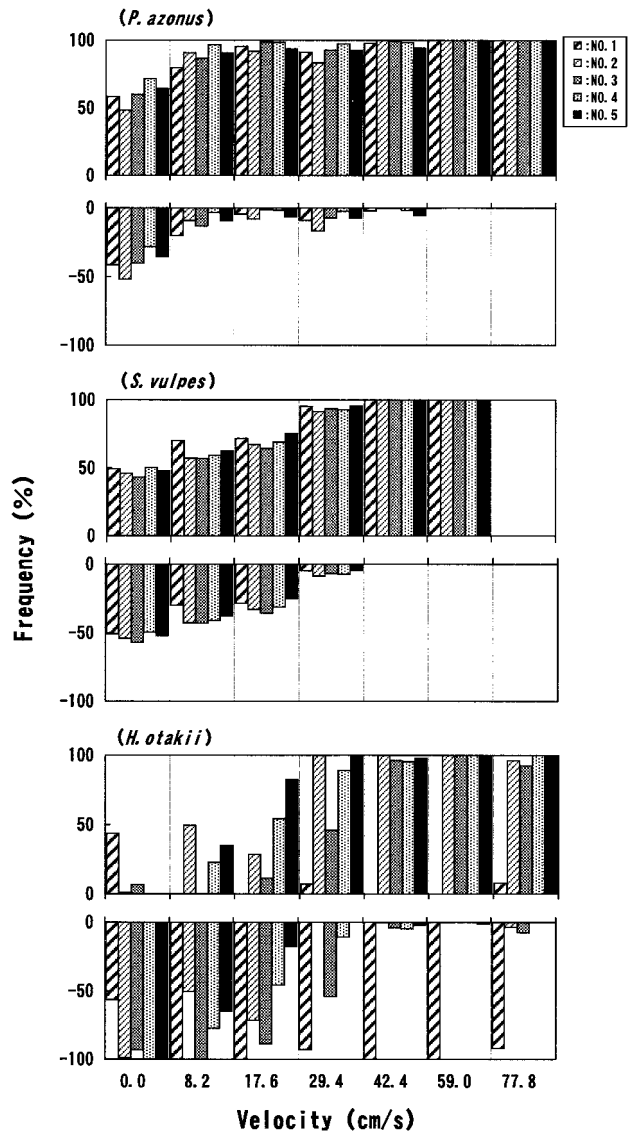 (P. azonus)
100
50
0
0
-50
-100
:NO. 1
:NO. 2
:NO. 3
:NO. 4
:NO. 5
(S. vulpes)
100
50
0
0
-50
-100
(H. otakii)
100
50
0
0
-50
-100
Frequency (%)
0.0 8.2 17.6 29.4 42.4 59.0 77.8
Velocity (cm/s)